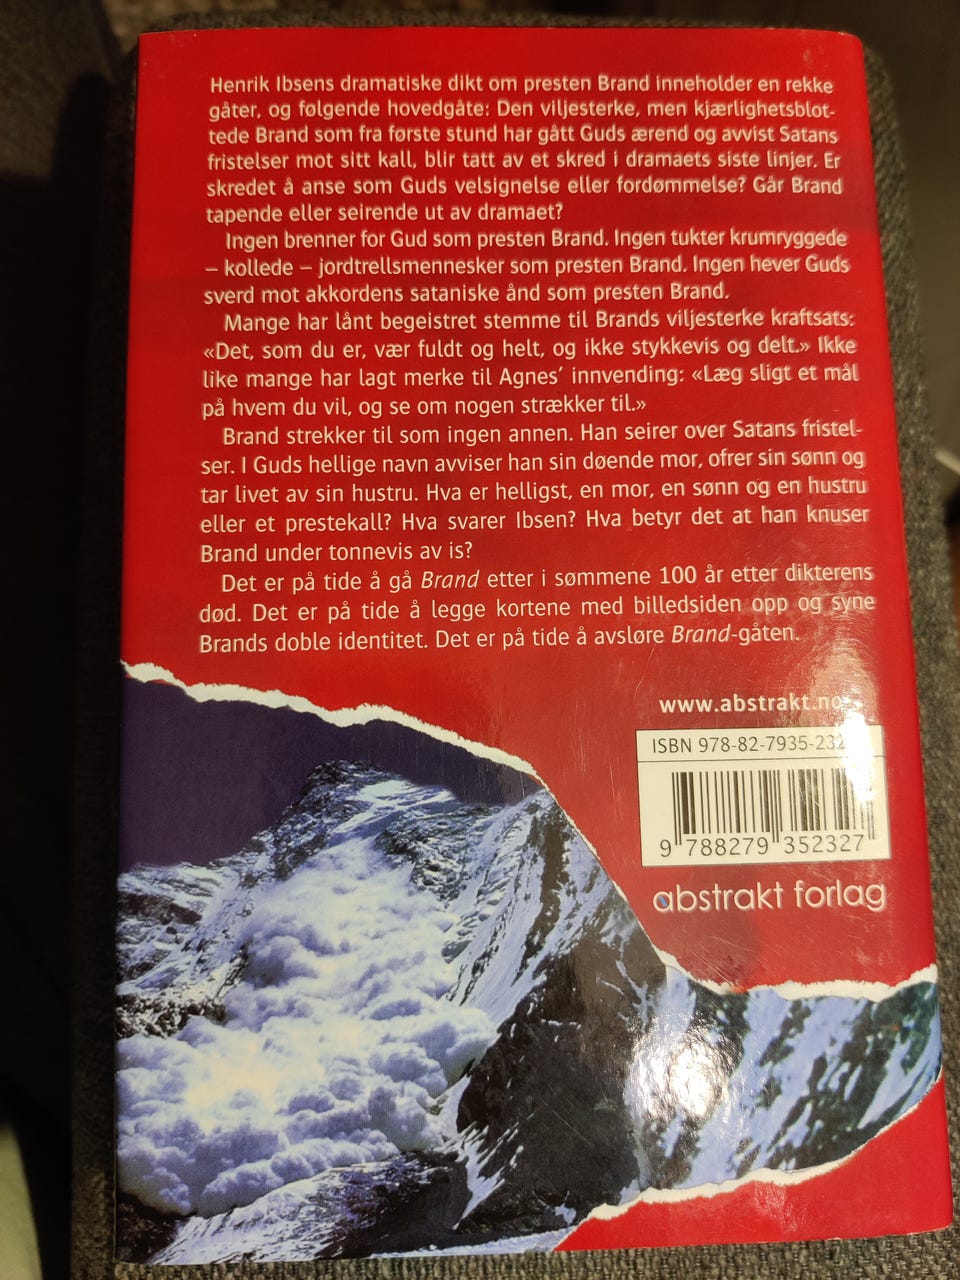 Henrik Ibsens dramatiske dikt om presten Brand inneholder en rekke
gåter, og følgende hovedgåte: Den viljesterke, men kjærlighetsblot-
tede Brand som fra første stund har gått Guds ærend og avvist Satans
fristelser mot sitt kall, blir tatt av et skred i dramaets siste linjer. Er
skredet å anse som Guds velsignelse eller fordømmelse? Går Brand
tapende eller seirende ut av dramaet?
Ingen brenner for Gud som presten Brand. Ingen tukter krumryggede
– kollede – jordtrellsmennesker som presten Brand. Ingen hever Guds
sverd mot akkordens sataniske ånd som presten Brand.
Mange har lånt begeistret stemme til Brands viljesterke kraftsats:
«Det, som du er, vær fuldt og helt, og ikke stykkevis og delt.» Ikke
like mange har lagt merke til Agnes’ innvending: «Læg sligt et mål
på hvem du vil, og se om nogen strækker til.»
Brand strekker til som ingen annen. Han seirer over Satans fristel-
ser. I Guds hellige navn avviser han sin døende mor, ofrer sin sønn og
tar livet av sin hustru. Hva er helligst, en mor, en sønn og en hustru
eller et prestekall? Hva svarer Ibsen? Hva betyr det at han knuser
Brand under tonnevis av is?
Det er på tide å gå Brand etter i sømmene 100 år etter dikterens
død. Det er på tide å legge kortene med billedsiden opp og syne
Brands doble identitet. Det er på tide å avsløre Brand-gåten.
www.abstrakt.no
ISBN 978-82-7935-232
9 788279 352327
abstrakt forlag